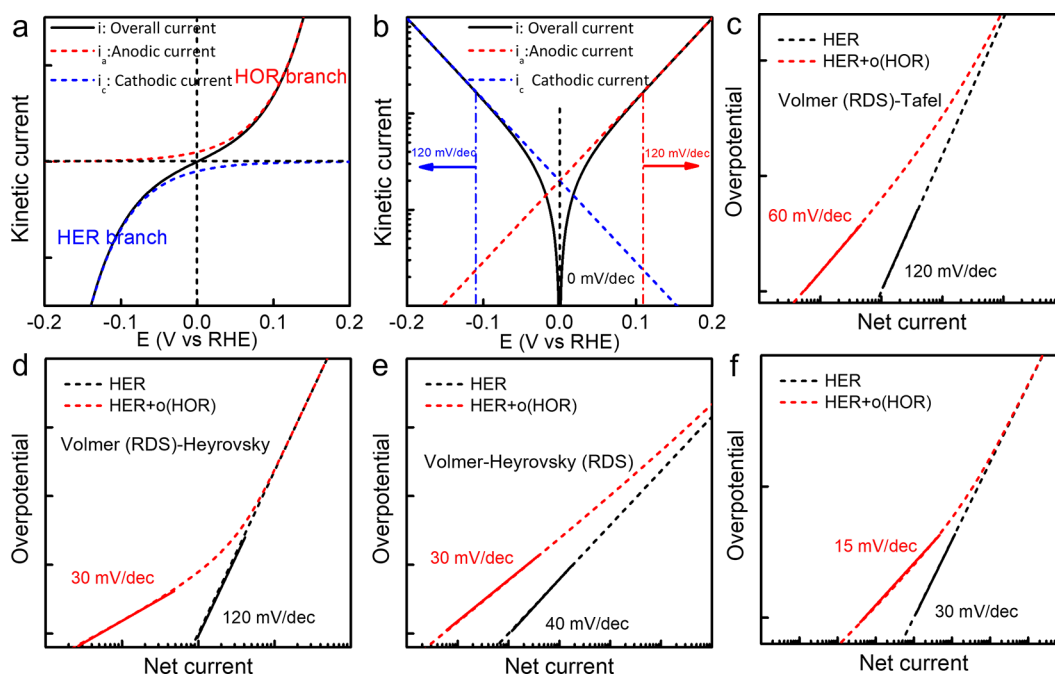 a
i: Overall current
iₐ:Anodic current
i꜀: Cathodic current
HOR branch
HER branch
Kinetic current
-0.2
-0.1
0.0
0.1
0.2
E (V vs RHE)
b
i: Overall current
iₐ:Anodic current
i꜀ Cathodic current
120 mV/dec
120 mV/dec
0 mV/dec
Kinetic current
-0.2
-0.1
0.0
0.1
0.2
E (V vs RHE)
c
HER
HER+o(HOR)
Volmer (RDS)-Tafel
60 mV/dec
120 mV/dec
Overpotential
Net current
d
HER
HER+o(HOR)
Volmer (RDS)-Heyrovsky
30 mV/dec
120 mV/dec
Overpotential
Net current
e
HER
HER+o(HOR)
Volmer-Heyrovsky (RDS)
30 mV/dec
40 mV/dec
Overpotential
Net current
f
HER
HER+o(HOR)
15 mV/dec
30 mV/dec
Overpotential
Net current